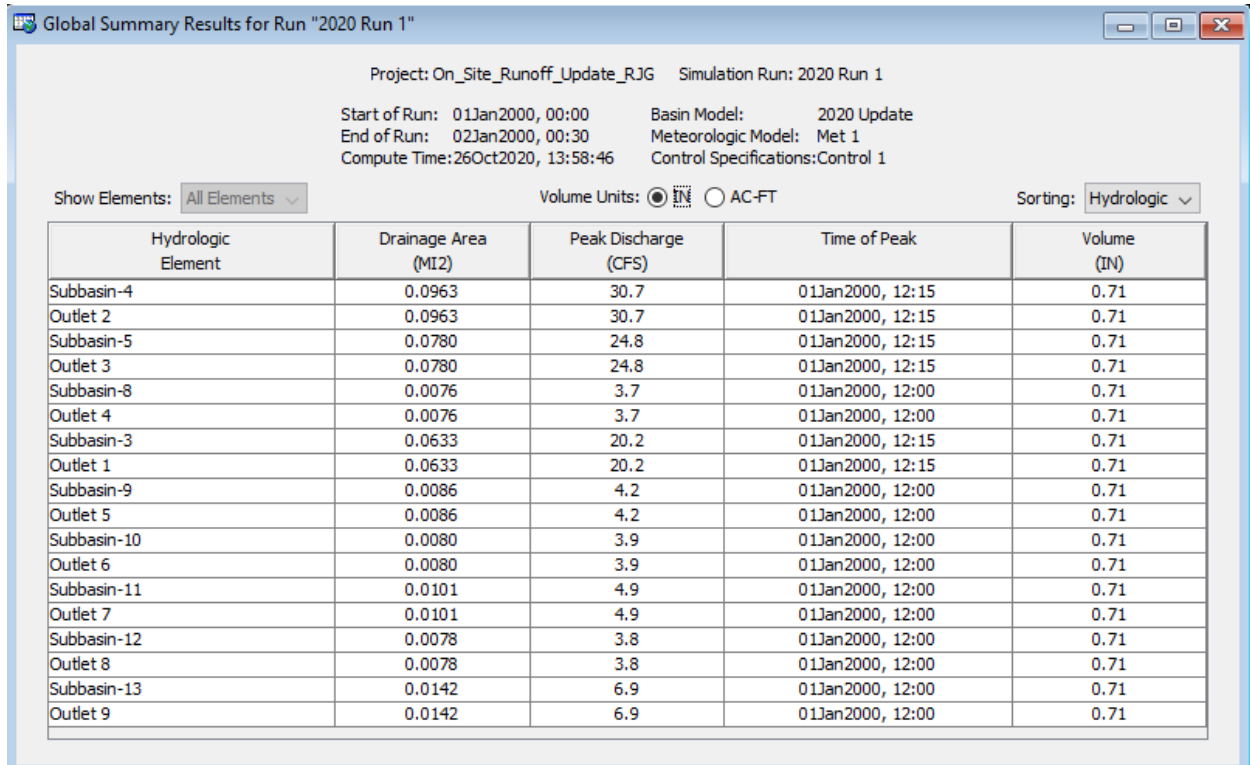 Global Summary Results for Run "2020 Run 1"
Project: On_Site_Runoff_Update_RJG Simulation Run: 2020 Run 1
Start of Run: 01Jan2000, 00:00 Basin Model: 2020 Update
End of Run: 02Jan2000, 00:30 Meteorologic Model: Met 1
Compute Time:26Oct2020, 13:58:46 Control Specifications:Control 1
Show Elements: All Elements Volume Units: IN AC-FT Sorting: Hydrologic
Hydrologic Drainage Area Peak Discharge Time of Peak Volume
Element (MI2) (CFS) (IN)
Subbasin-4 0.0963 30.7 01Jan2000, 12:15 0.71
Outlet 2 0.0963 30.7 01Jan2000, 12:15 0.71
Subbasin-5 0.0780 24.8 01Jan2000, 12:15 0.71
Outlet 3 0.0780 24.8 01Jan2000, 12:15 0.71
Subbasin-8 0.0076 3.7 01Jan2000, 12:00 0.71
Outlet 4 0.0076 3.7 01Jan2000, 12:00 0.71
Subbasin-3 0.0633 20.2 01Jan2000, 12:15 0.71
Outlet 1 0.0633 20.2 01Jan2000, 12:15 0.71
Subbasin-9 0.0086 4.2 01Jan2000, 12:00 0.71
Outlet 5 0.0086 4.2 01Jan2000, 12:00 0.71
Subbasin-10 0.0080 3.9 01Jan2000, 12:00 0.71
Outlet 6 0.0080 3.9 01Jan2000, 12:00 0.71
Subbasin-11 0.0101 4.9 01Jan2000, 12:00 0.71
Outlet 7 0.0101 4.9 01Jan2000, 12:00 0.71
Subbasin-12 0.0078 3.8 01Jan2000, 12:00 0.71
Outlet 8 0.0078 3.8 01Jan2000, 12:00 0.71
Subbasin-13 0.0142 6.9 01Jan2000, 12:00 0.71
Outlet 9 0.0142 6.9 01Jan2000, 12:00 0.71